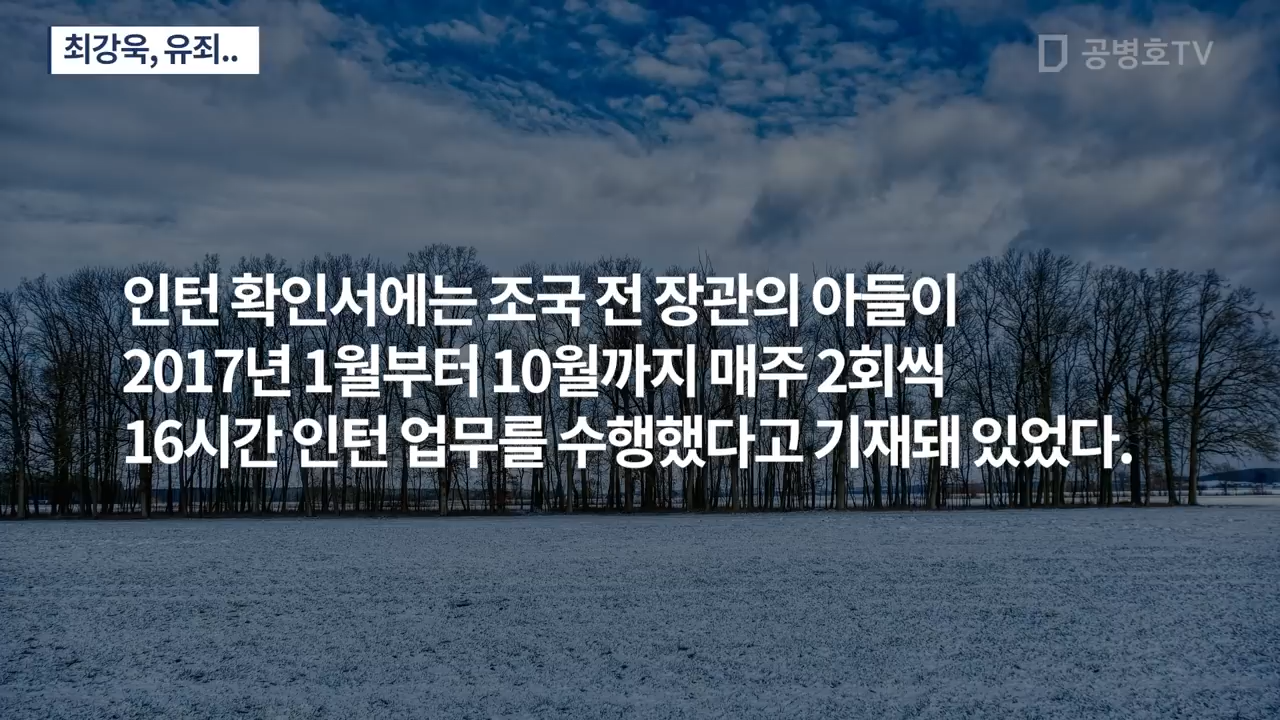 최강욱, 유죄..
공병호TV
인턴 확인서에는 조국 전 장관의 아들이
2017년 1월부터 10월까지 매주 2회씩
16시간 인턴 업무를 수행했다고 기재돼 있었다.